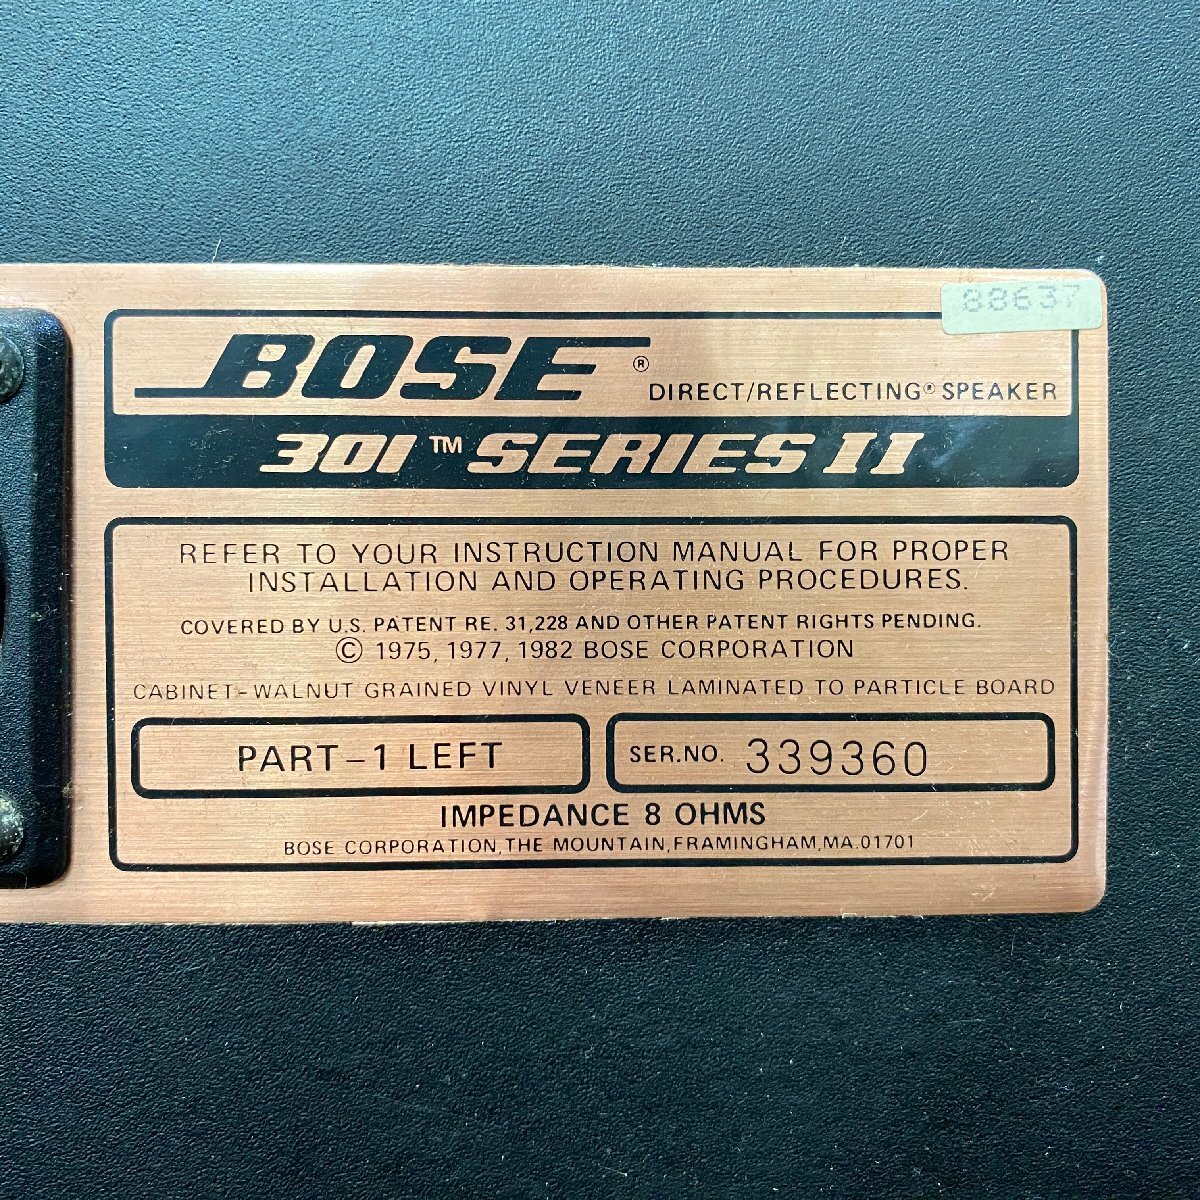 88637
BOSE®
DIRECT/REFLECTING® SPEAKER
301™ SERIES II
REFER TO YOUR INSTRUCTION MANUAL FOR PROPER
INSTALLATION AND OPERATING PROCEDURES.
COVERED BY U.S. PATENT RE. 31,228 AND OTHER PATENT RIGHTS PENDING.
© 1975, 1977, 1982 BOSE CORPORATION
CABINET-WALNUT GRAINED VINYL VENEER LAMINATED TO PARTICLE BOARD
PART-1 LEFT
SER.NO. 339360
IMPEDANCE 8 OHMS
BOSE CORPORATION, THE MOUNTAIN, FRAMINGHAM, MA. 01701